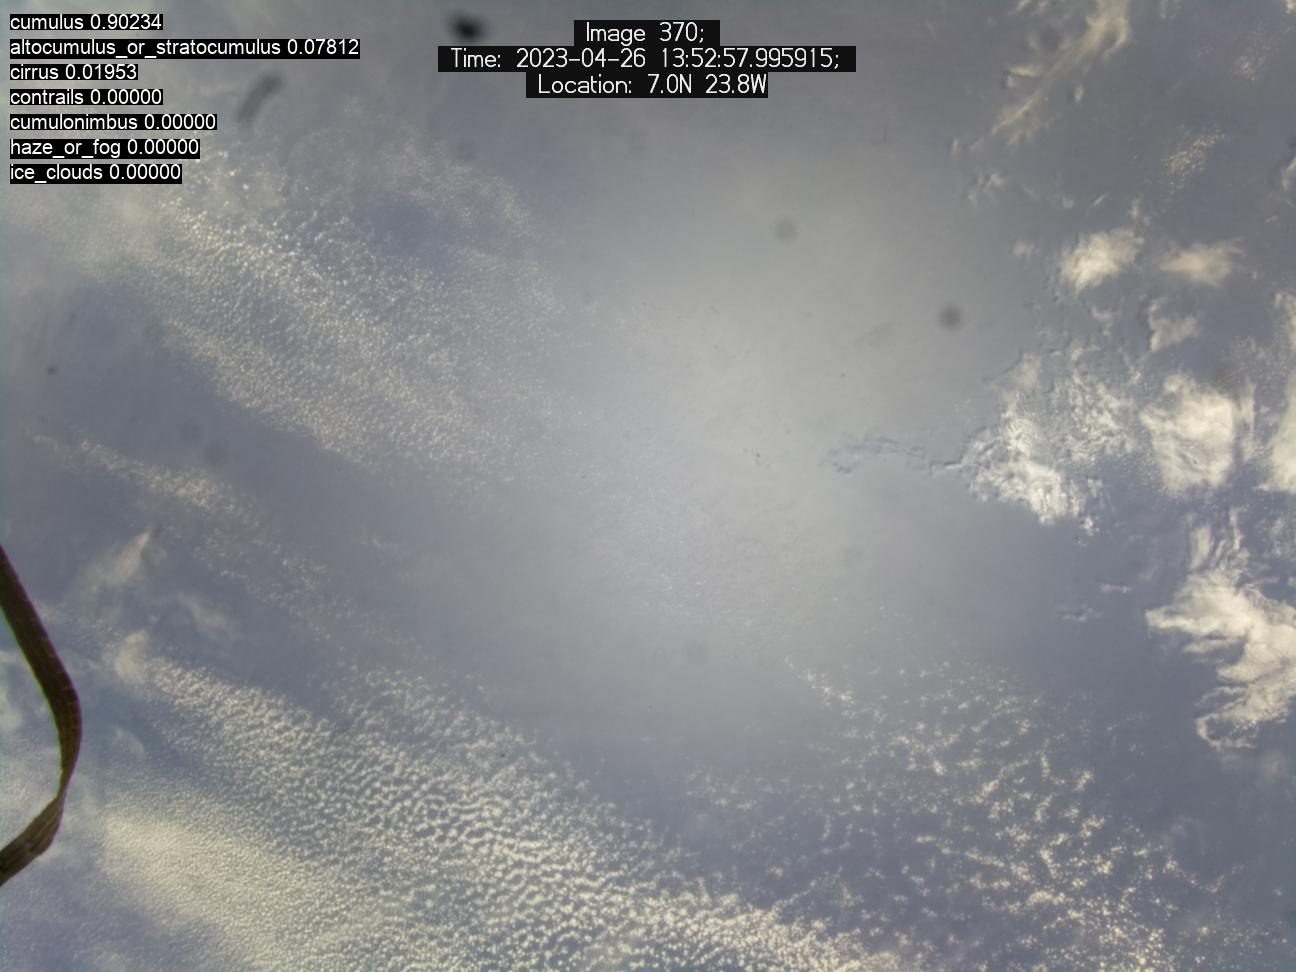 cumulus 0.90234
altocumulus_or_stratocumulus 0.07812
cirrus 0.01953
contrails 0.00000
cumulonimbus 0.00000
haze_or_fog 0.00000
ice_clouds 0.00000
Image 370;
Time: 2023-04-26 13:52:57.995915;
Location: 7.0N 23.8W